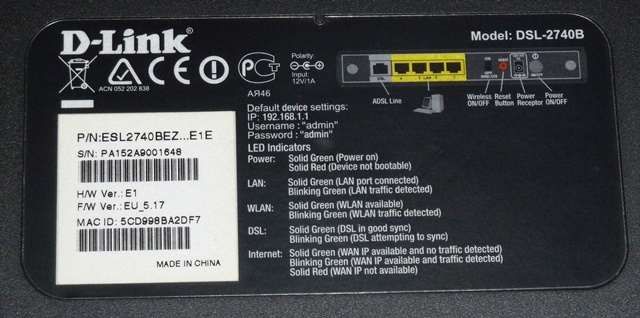 D-Link
Model: DSL-2740B
ACN 052 202 838
Polarity
Input:
12V/1A
АЯ46
ADSL Line
Wireless ON/OFF
Reset Button
Power Receptor
Power ON/OFF
Default device settings:
IP: 192.168.1.1
Username : "admin"
Password : "admin"
LED Indicators
Power: Solid Green (Power on)
Solid Red (Device not bootable)
LAN: Solid Green (LAN port connected)
Blinking Green (LAN traffic detected)
WLAN: Solid Green (WLAN available)
Blinking Green (WLAN traffic detected)
DSL: Solid Green (DSL in good sync)
Blinking Green (DSL attempting to sync)
Internet: Solid Green (WAN IP available and no traffic detected)
Blinking Green (WAN IP available and traffic detected)
Solid Red (WAN IP not available)
P/N:ESL2740BEZ...E1E
S/N: PA152A9001648
H/W Ver.: E1
F/W Ver.: EU_5.17
MAC ID: 5CD998BA2DF7
MADE IN CHINA